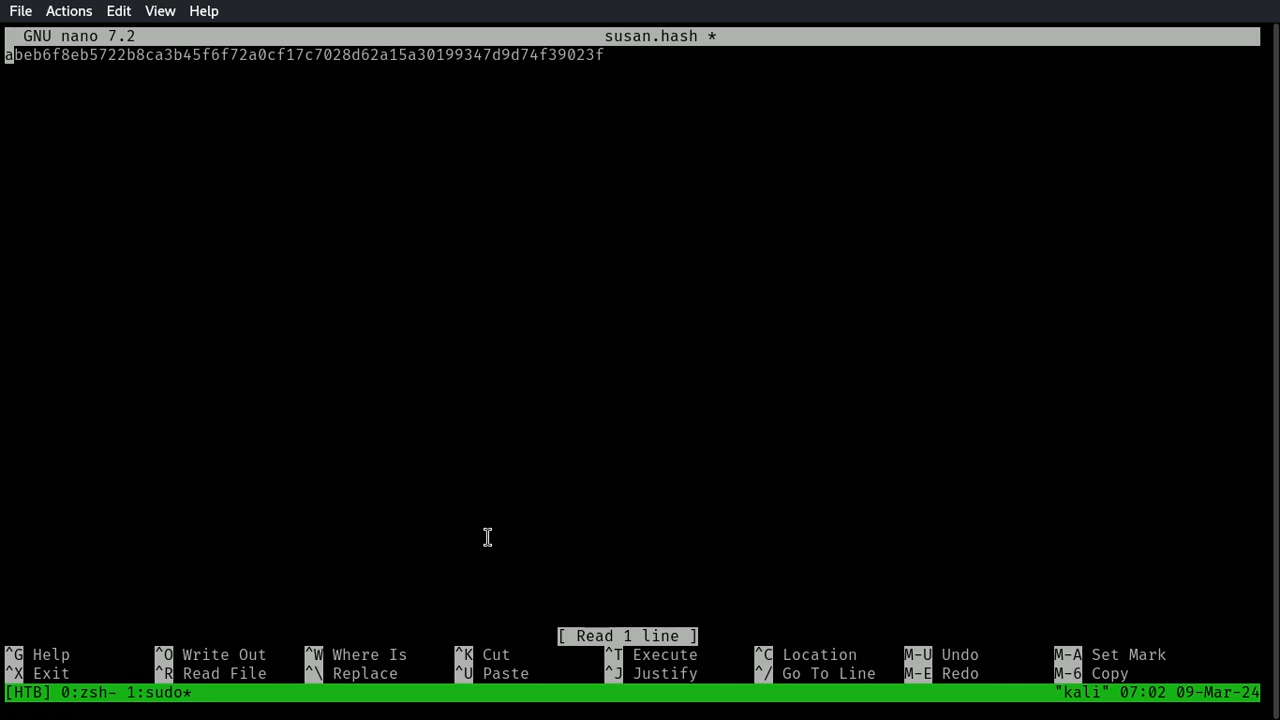 File Actions Edit View Help
GNU nano 7.2 susan.hash *
abeb6f8eb5722b8ca3b45f6f72a0cf17c7028d62a15a30199347d9d74f39023f
[ Read 1 line ]
^G Help ^O Write Out ^W Where Is ^K Cut ^T Execute ^C Location M-U Undo M-A Set Mark
^X Exit ^R Read File ^\ Replace ^U Paste ^J Justify ^/ Go To Line M-E Redo M-6 Copy
[HTB] 0:zsh- 1:sudo* "kali" 07:02 09-Mar-24